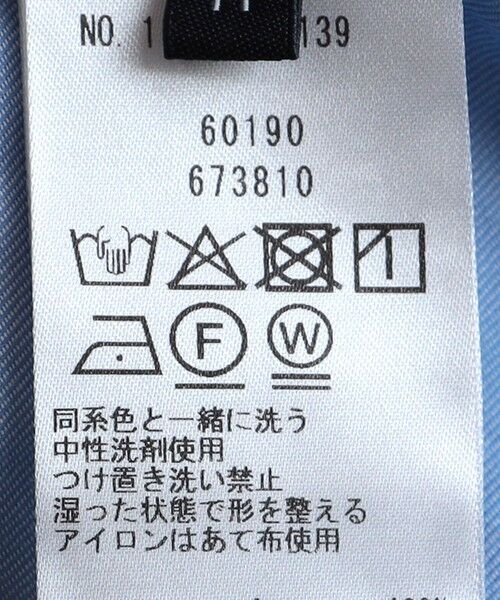 NO. 1 139
60190
673810
F W
同系色と一緒に洗う
中性洗剤使用
つけ置き洗い禁止
湿った状態で形を整える
アイロンはあて布使用